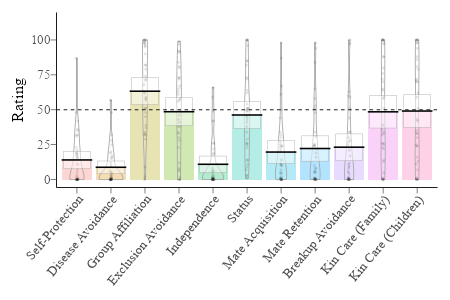 100
75
50
25
0
Rating
Self-Protection
Disease Avoidance
Group Affiliation
Exclusion Avoidance
Independence
Status
Mate Acquisition
Mate Retention
Breakup Avoidance
Kin Care (Family)
Kin Care (Children)